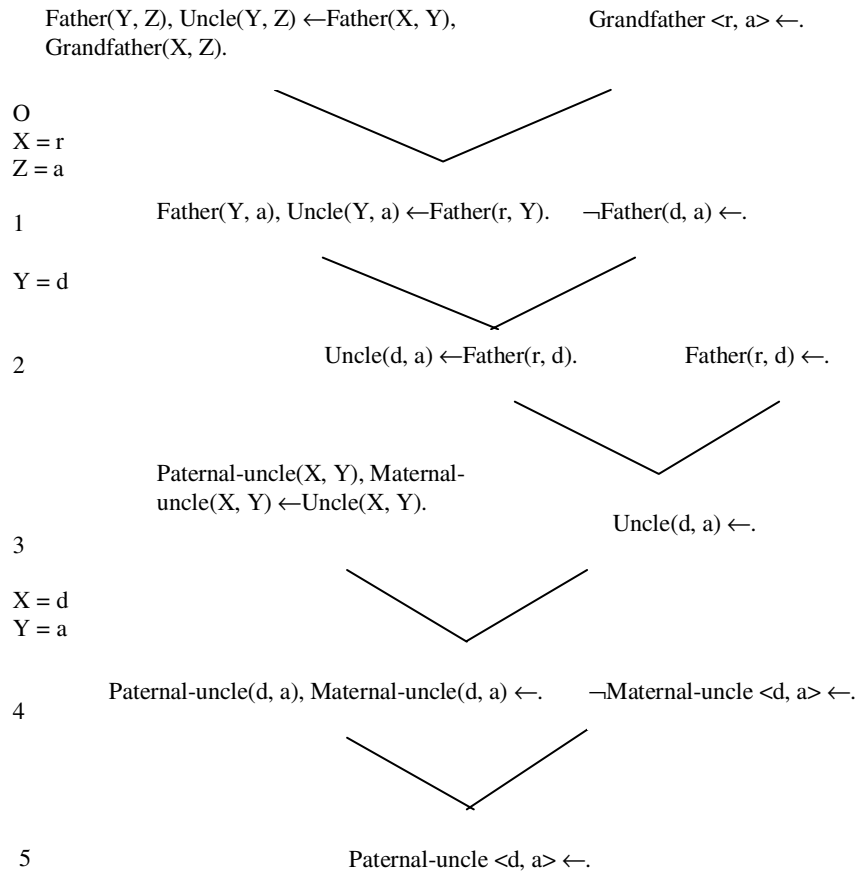 Father(Y, Z), Uncle(Y, Z) ←Father(X, Y),
Grandfather(X, Z).
Grandfather <r, a> ←.
O
X = r
Z = a
1
Father(Y, a), Uncle(Y, a) ←Father(r, Y).
¬Father(d, a) ←.
Y = d
2
Uncle(d, a) ←Father(r, d).
Father(r, d) ←.
Paternal-uncle(X, Y), Maternal-
uncle(X, Y) ←Uncle(X, Y).
Uncle(d, a) ←.
3
X = d
Y = a
4
Paternal-uncle(d, a), Maternal-uncle(d, a) ←.
¬Maternal-uncle <d, a> ←.
5
Paternal-uncle <d, a> ←.